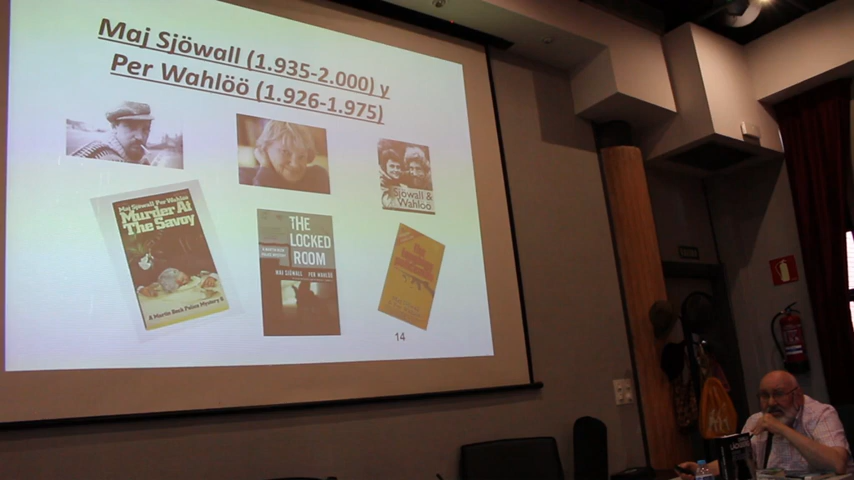 Maj Sjöwall (1.935-2.000) y
Per Wahlöö (1.926-1.975)
Sjöwall &
Wahlöö
Maj Sjöwall Per Wahlöö
Murder At
The Savoy
A Martin Beck Police Mystery
THE
LOCKED
ROOM
MAJ SJÖWALL PER WAHLÖÖ
14